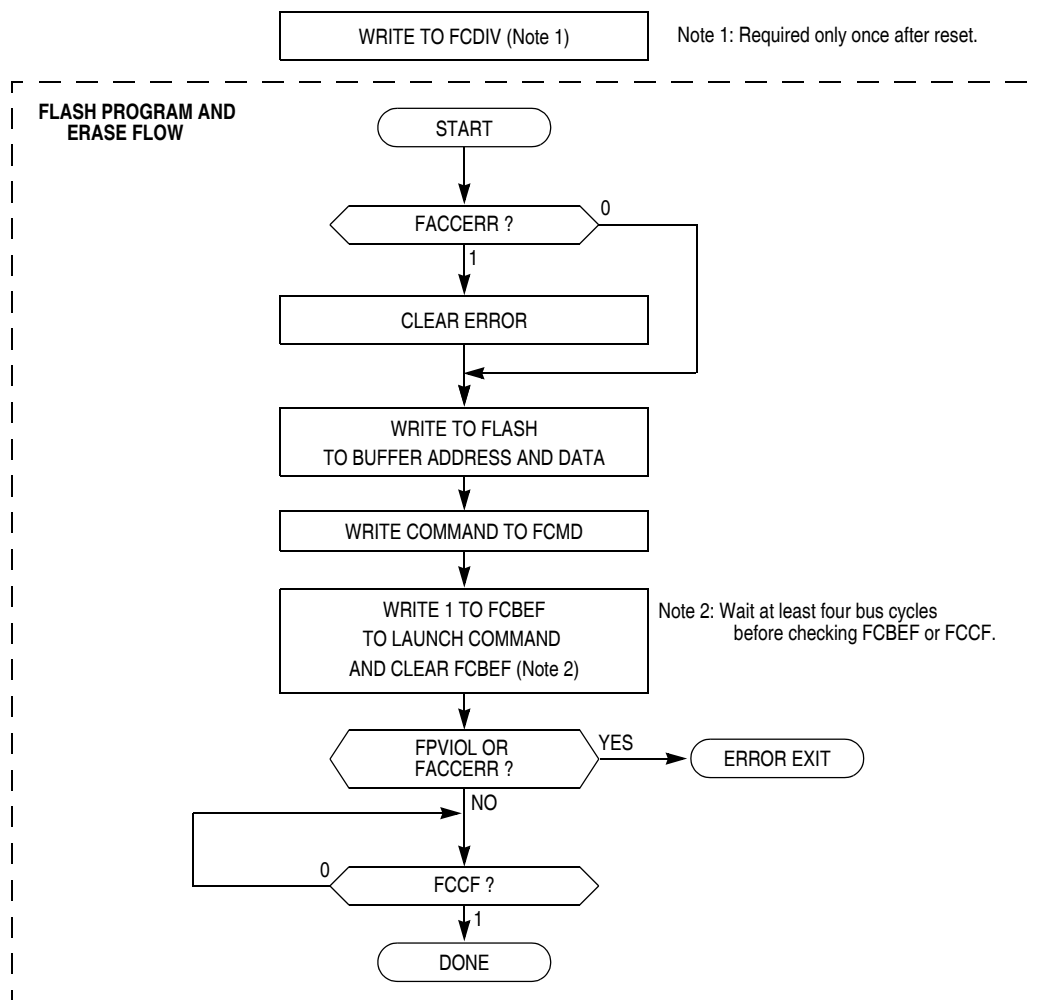 WRITE TO FCDIV (Note 1)
Note 1: Required only once after reset.
FLASH PROGRAM AND
ERASE FLOW
START
FACCERR ?
0
1
CLEAR ERROR
WRITE TO FLASH
TO BUFFER ADDRESS AND DATA
WRITE COMMAND TO FCMD
WRITE 1 TO FCBEF
TO LAUNCH COMMAND
AND CLEAR FCBEF (Note 2)
Note 2: Wait at least four bus cycles
before checking FCBEF or FCCF.
FPVIOL OR
FACCERR ?
YES
ERROR EXIT
NO
0
FCCF ?
1
DONE